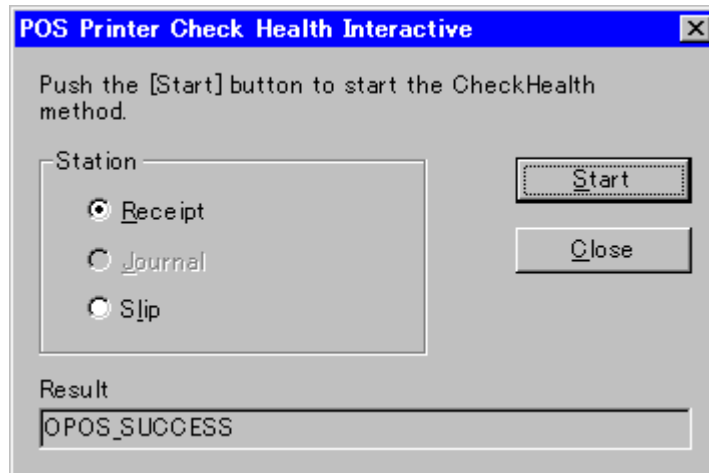 POS Printer Check Health Interactive
Push the [Start] button to start the CheckHealth
method.
Station
Receipt
Journal
Slip
Start
Close
Result
OPOS_SUCCESS